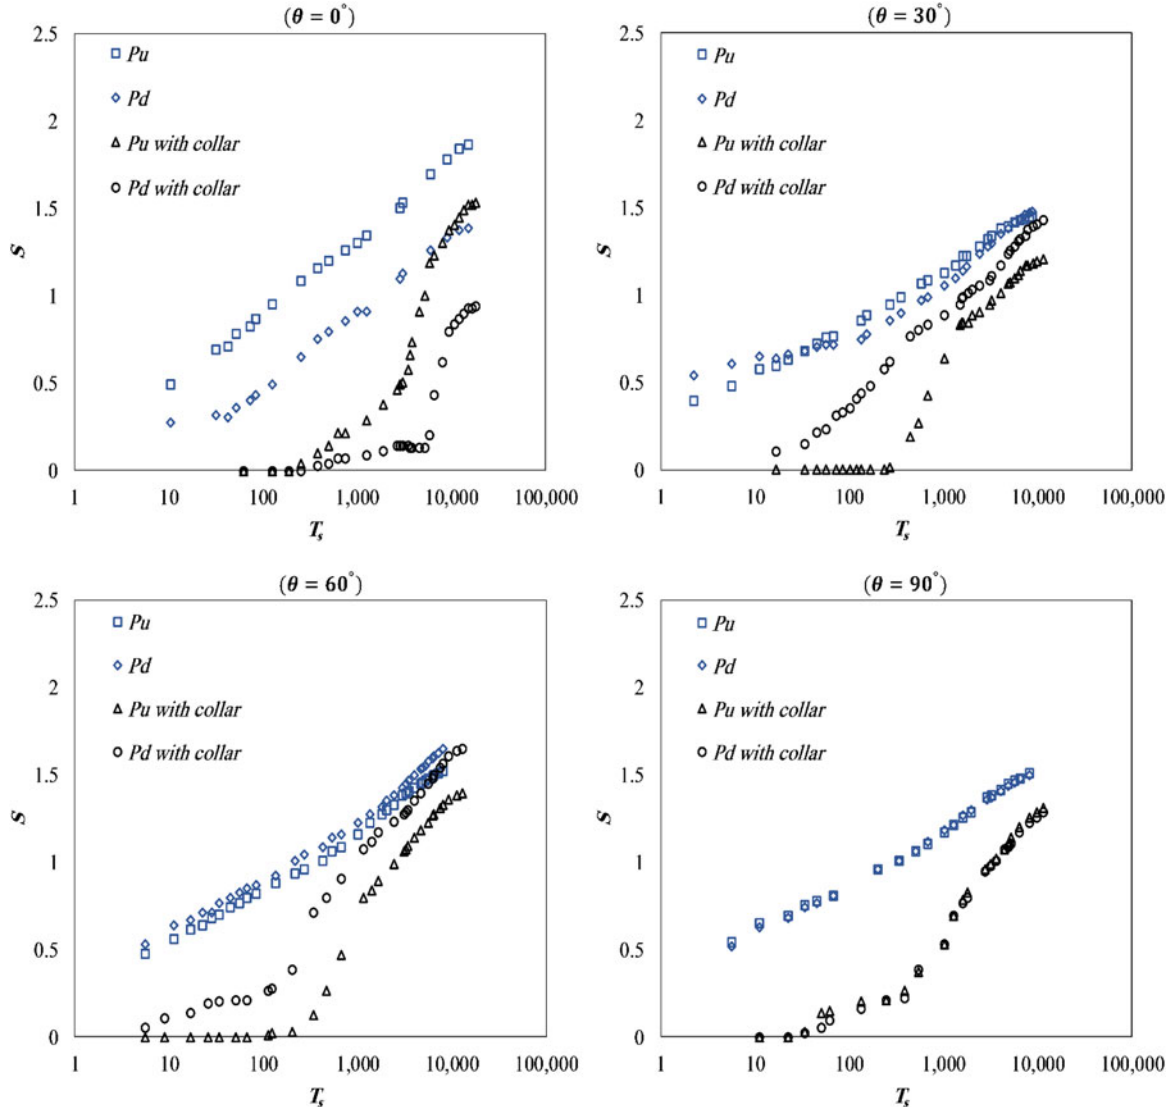 (θ = 0°)
2.5
2
1.5
1
0.5
0
S
Pu
Pd
Pu with collar
Pd with collar
1 10 100 1,000 10,000 100,000
Ts
(θ = 30°)
2.5
2
1.5
1
0.5
0
S
Pu
Pd
Pu with collar
Pd with collar
1 10 100 1,000 10,000 100,000
Ts
(θ = 60°)
2.5
2
1.5
1
0.5
0
S
Pu
Pd
Pu with collar
Pd with collar
1 10 100 1,000 10,000 100,000
Ts
(θ = 90°)
2.5
2
1.5
1
0.5
0
S
Pu
Pd
Pu with collar
Pd with collar
1 10 100 1,000 10,000 100,000
Ts